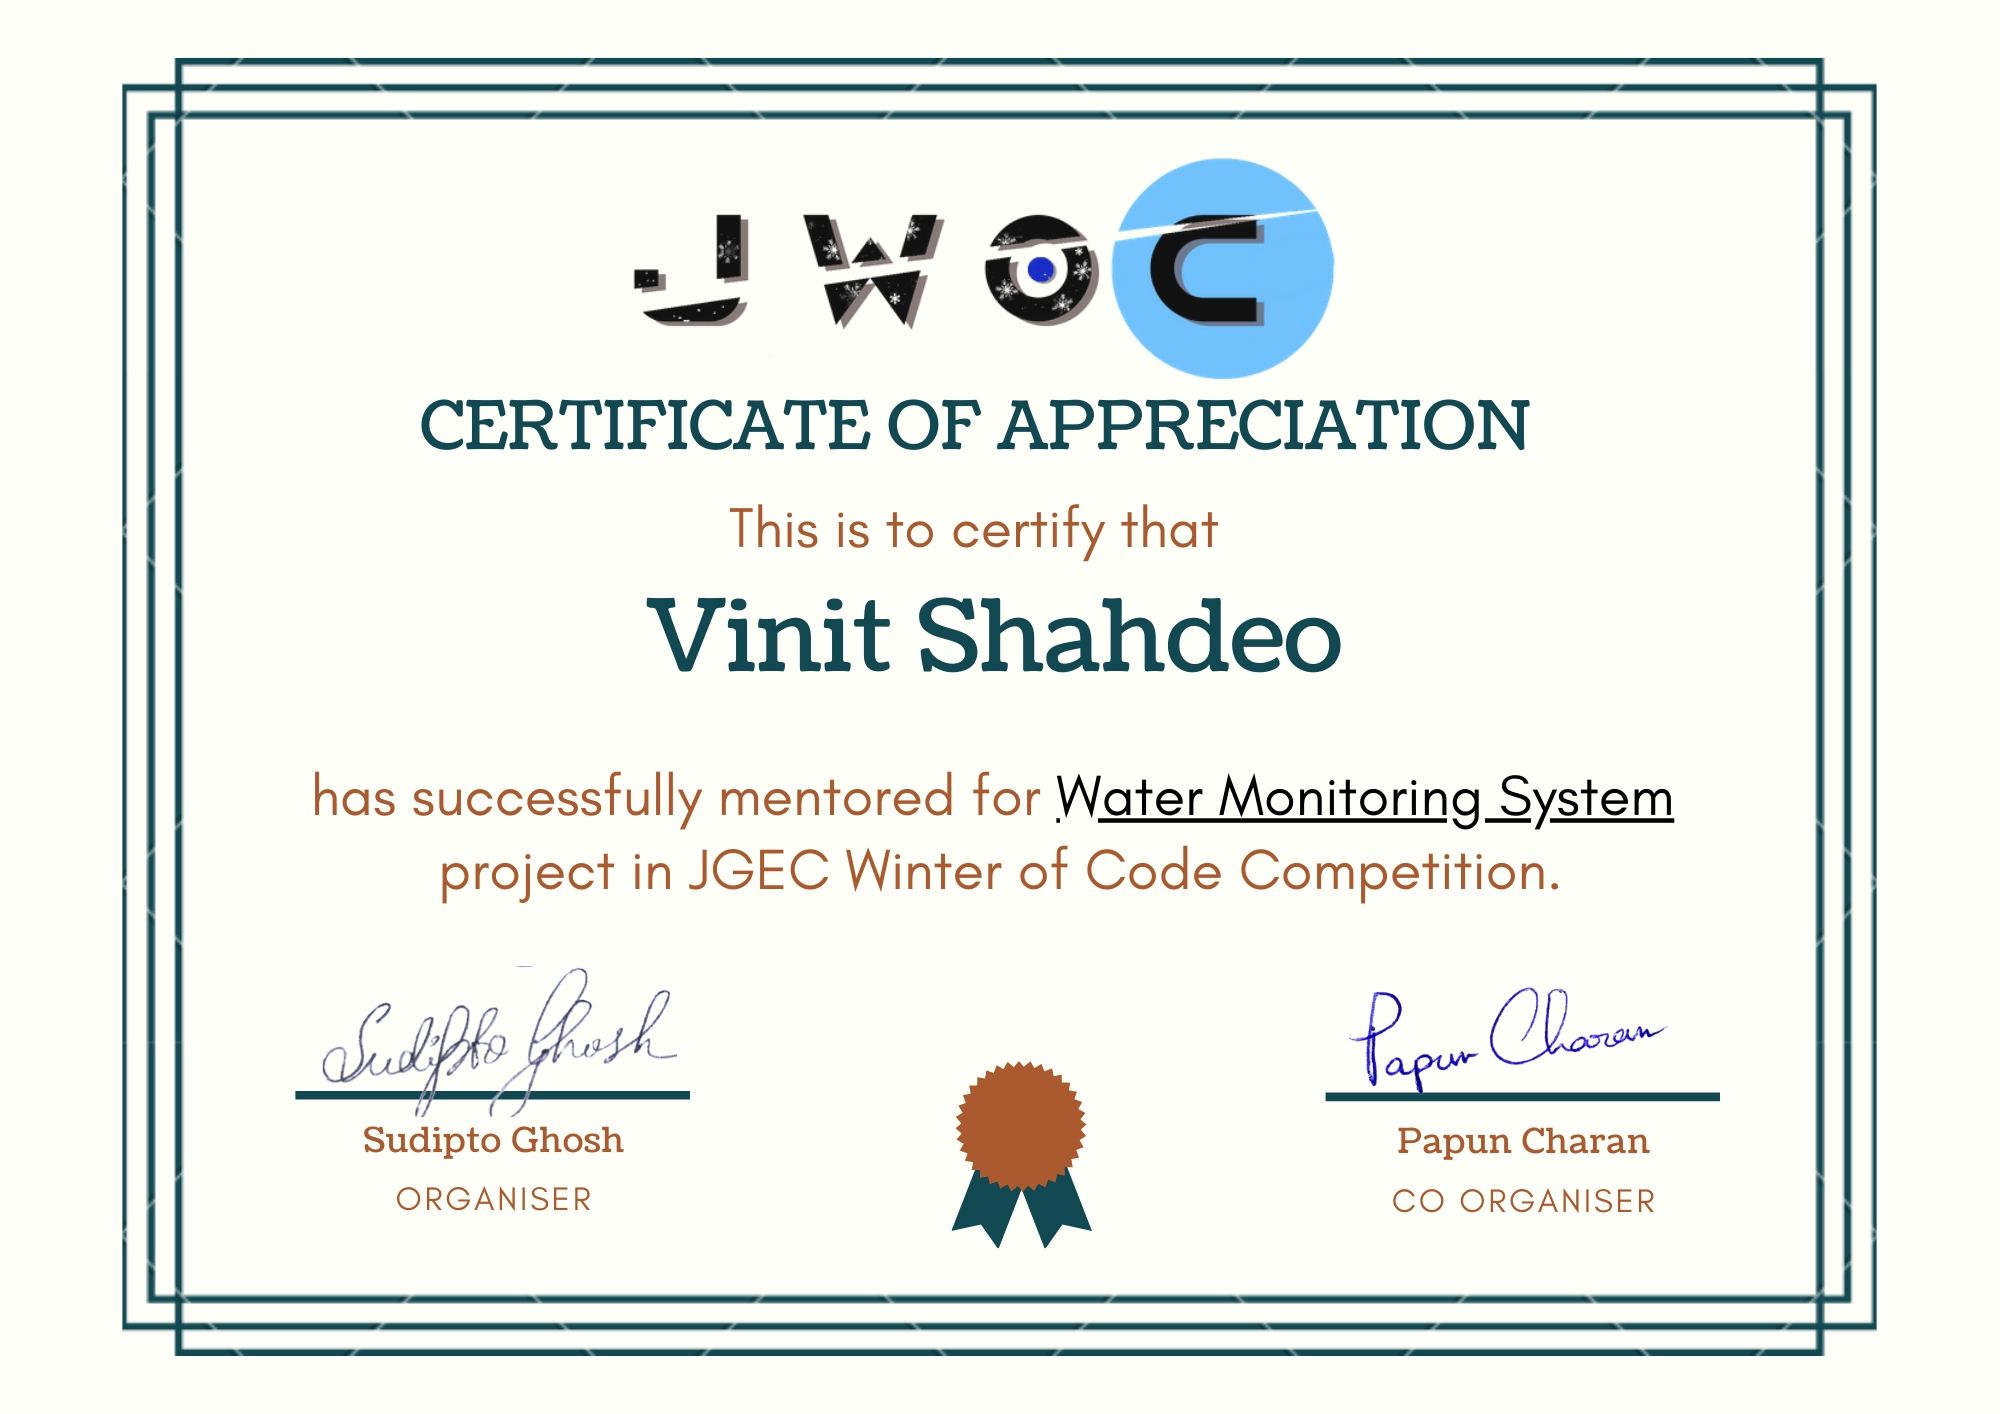 JWOC
CERTIFICATE OF APPRECIATION
This is to certify that
Vinit Shahdeo
has successfully mentored for Water Monitoring System
project in JGEC Winter of Code Competition.
Sudipto Ghosh
Papun Charan
Sudipto Ghosh
Papun Charan
ORGANISER
CO ORGANISER